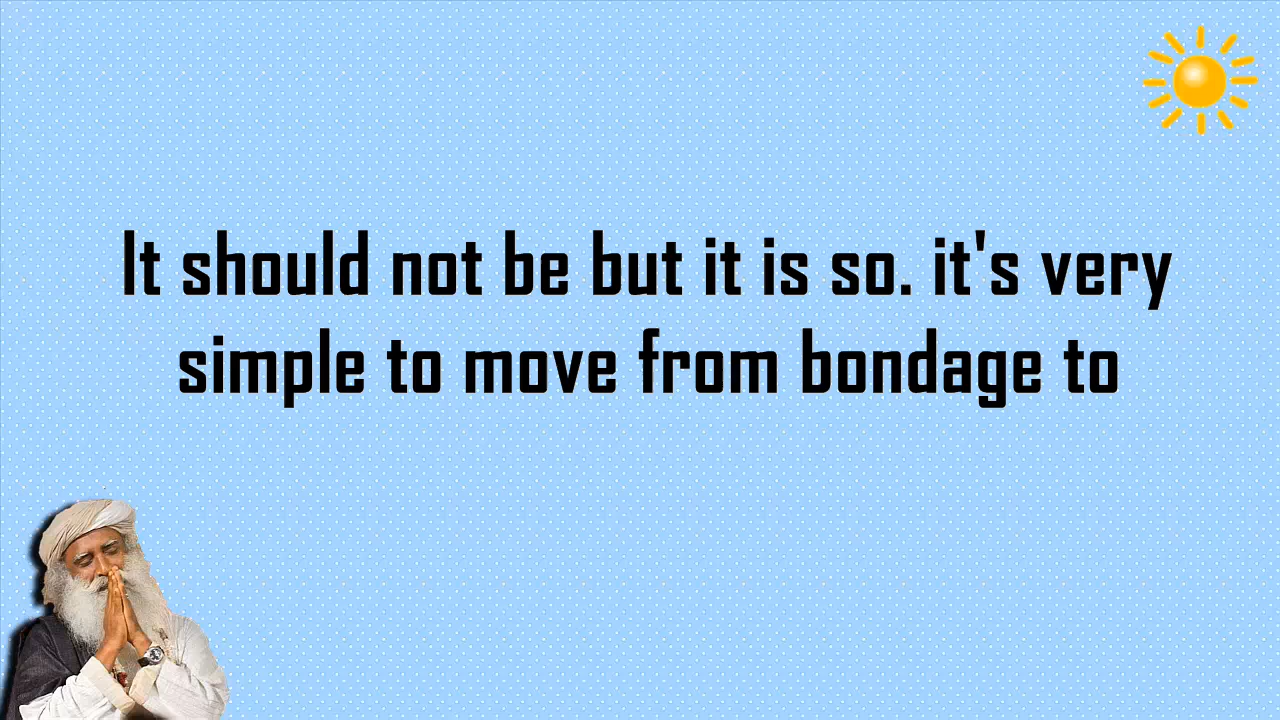 It should not be but it is so. it's very
simple to move from bondage to